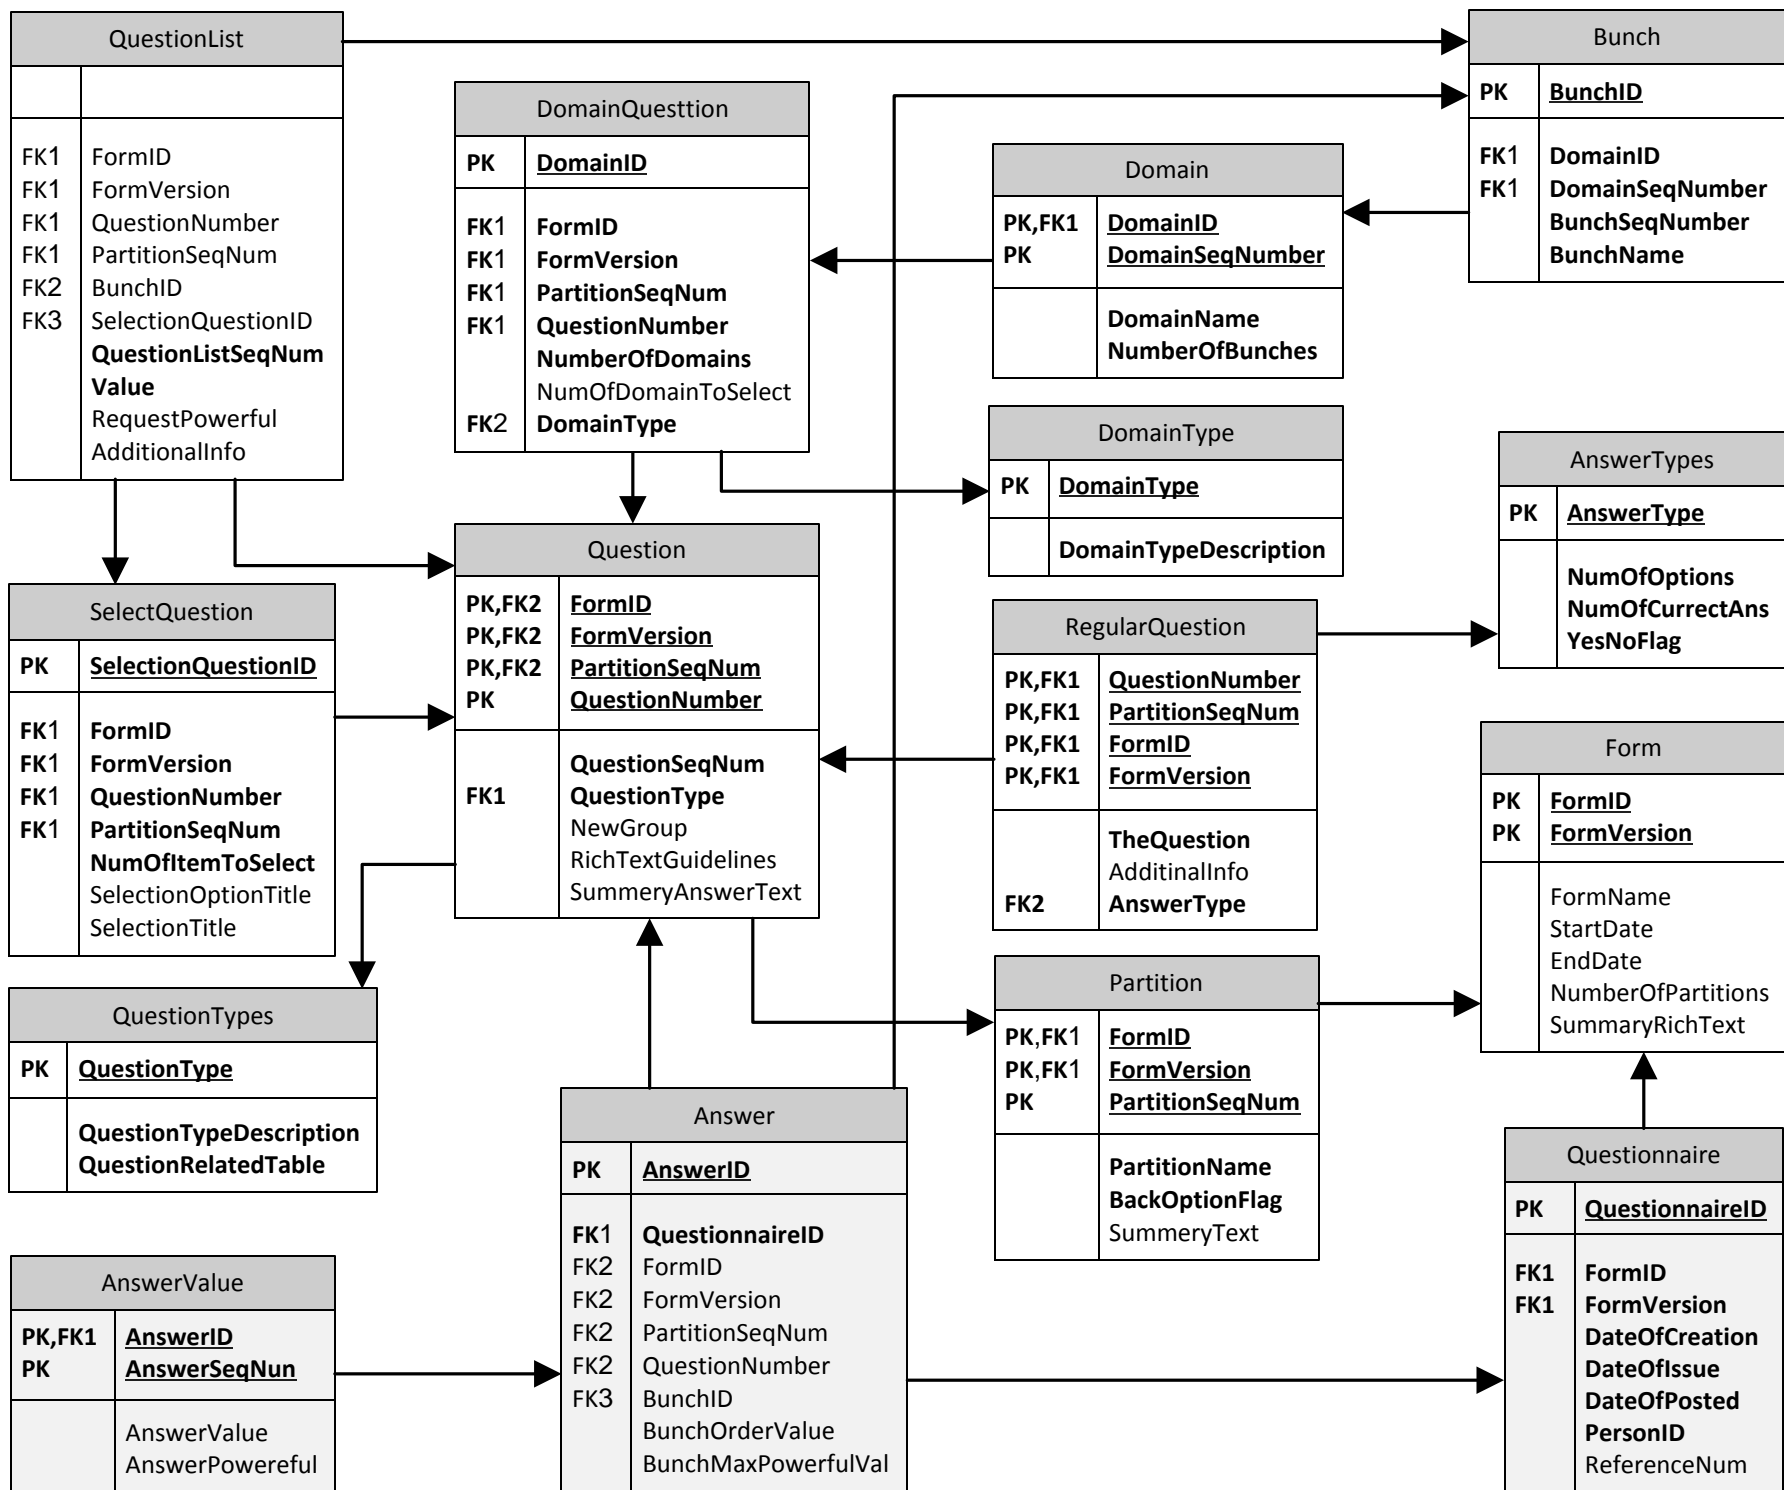 QuestionList
FK1 FormID
FK1 FormVersion
FK1 QuestionNumber
FK1 PartitionSeqNum
FK2 BunchID
FK3 SelectionQuestionID
QuestionListSeqNum
Value
RequestPowerful
AdditionalInfo
DomainQuesttion
PK DomainID
FK1 FormID
FK1 FormVersion
FK1 PartitionSeqNum
FK1 QuestionNumber
NumberOfDomains
NumOfDomainToSelect
FK2 DomainType
Bunch
PK BunchID
FK1 DomainID
FK1 DomainSeqNumber
BunchSeqNumber
BunchName
Domain
PK,FK1 DomainID
PK DomainSeqNumber
DomainName
NumberOfBunches
DomainType
PK DomainType
DomainTypeDescription
AnswerTypes
PK AnswerType
NumOfOptions
NumOfCurrectAns
YesNoFlag
SelectQuestion
PK SelectionQuestionID
FK1 FormID
FK1 FormVersion
FK1 QuestionNumber
FK1 PartitionSeqNum
NumOfItemToSelect
SelectionOptionTitle
SelectionTitle
Question
PK,FK2 FormID
PK,FK2 FormVersion
PK,FK2 PartitionSeqNum
PK QuestionNumber
QuestionSeqNum
FK1 QuestionType
NewGroup
RichTextGuidelines
SummeryAnswerText
RegularQuestion
PK,FK1 QuestionNumber
PK,FK1 PartitionSeqNum
PK,FK1 FormID
PK,FK1 FormVersion
TheQuestion
AdditinalInfo
FK2 AnswerType
Form
PK FormID
PK FormVersion
FormName
StartDate
EndDate
NumberOfPartitions
SummaryRichText
QuestionTypes
PK QuestionType
QuestionTypeDescription
QuestionRelatedTable
Partition
PK,FK1 FormID
PK,FK1 FormVersion
PK PartitionSeqNum
PartitionName
BackOptionFlag
SummeryText
Answer
PK AnswerID
FK1 QuestionnaireID
FK2 FormID
FK2 FormVersion
FK2 PartitionSeqNum
FK2 QuestionNumber
FK3 BunchID
BunchOrderValue
BunchMaxPowerfulVal
Questionnaire
PK QuestionnaireID
FK1 FormID
FK1 FormVersion
DateOfCreation
DateOfIssue
DateOfPosted
PersonID
ReferenceNum
AnswerValue
PK,FK1 AnswerID
PK AnswerSeqNun
AnswerValue
AnswerPowereful